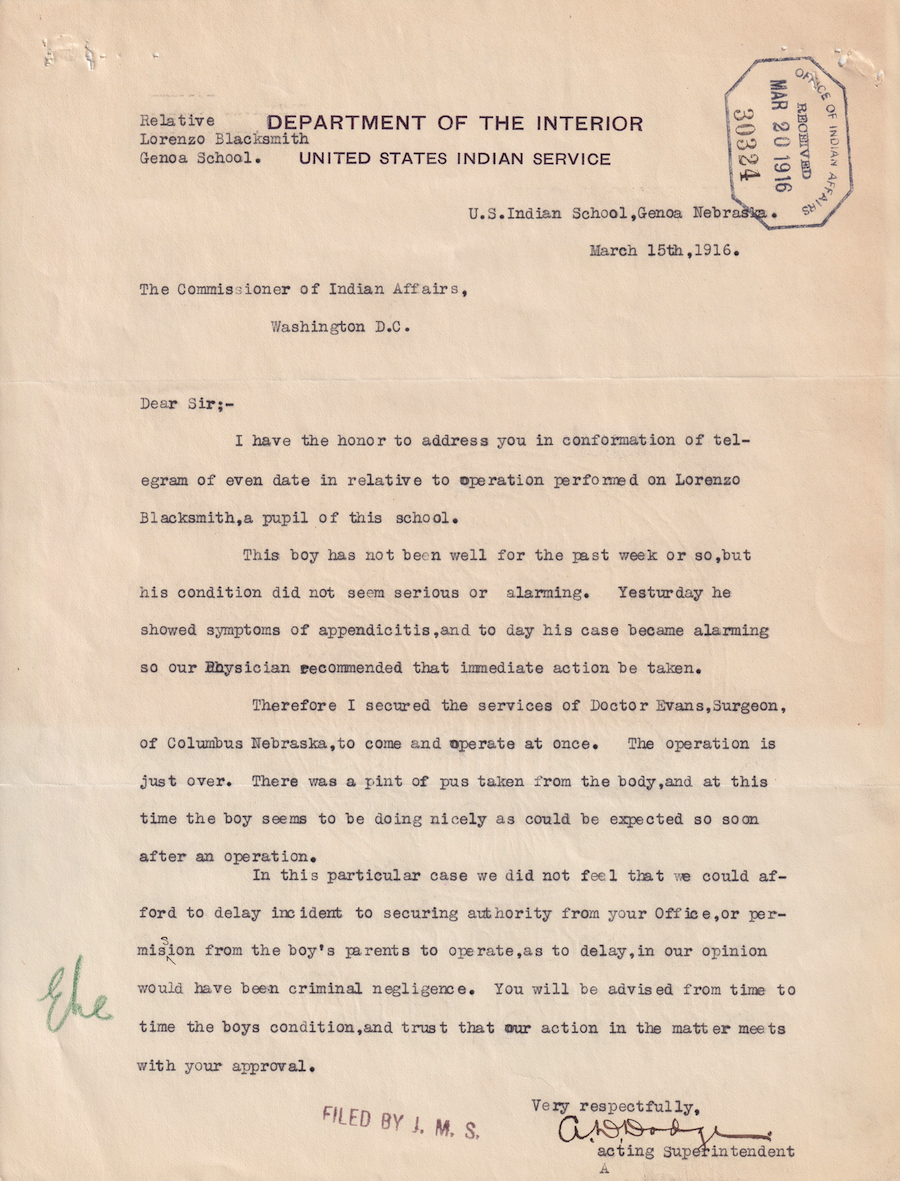 Relative
Lorenzo Blacksmith
Genoa School.
DEPARTMENT OF THE INTERIOR
UNITED STATES INDIAN SERVICE
OFFICE OF INDIAN AFFAIRS
RECEIVED
MAR 20 1916
30324
U.S.Indian School,Genoa Nebraska.
March 15th,1916.
The Commissioner of Indian Affairs,
Washington D.C.
Dear Sir;-
I have the honor to address you in conformation of tel-
egram of even date in relative to operation performed on Lorenzo
Blacksmith,a pupil of this school.
This boy has not been well for the past week or so,but
his condition did not seem serious or alarming. Yesturday he
showed symptoms of appendicitis,and to day his case became alarming
so our Physician recommended that immediate action be taken.
Therefore I secured the services of Doctor Evans,Surgeon,
of Columbus Nebraska,to come and operate at once. The operation is
just over. There was a pint of pus taken from the body,and at this
time the boy seems to be doing nicely as could be expected so soon
after an operation.
In this particular case we did not feel that we could af-
ford to delay incident to securing authority from your Office,or per-
mission from the boy's parents to operate,as to delay,in our opinion
would have been criminal negligence. You will be advised from time to
time the boys condition,and trust that our action in the matter meets
with your approval.
Very respectfully,
A.D.Dodge
acting Superintendent
A
FILED BY J. M. S.